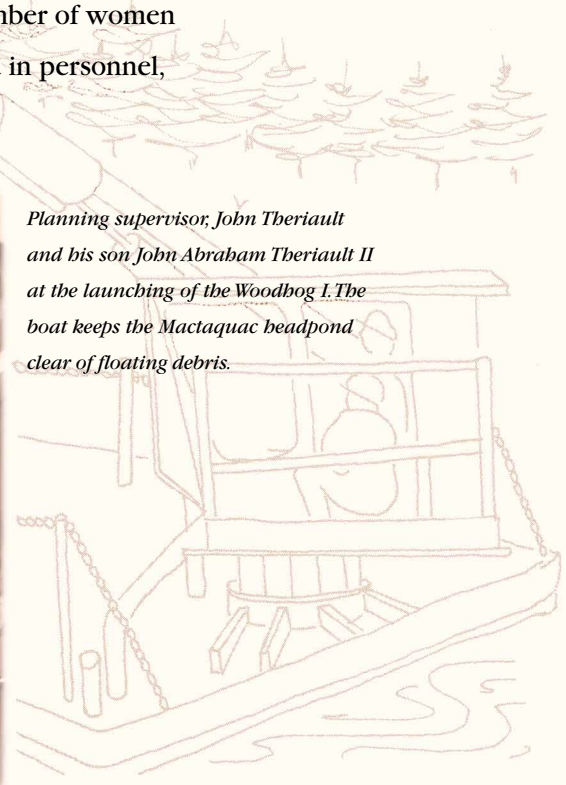 nber of women
in personnel,
Planning supervisor, John Theriault
and his son John Abraham Theriault II
at the launching of the Woodhog I. The
boat keeps the Mactaquac headpond
clear of floating debris.